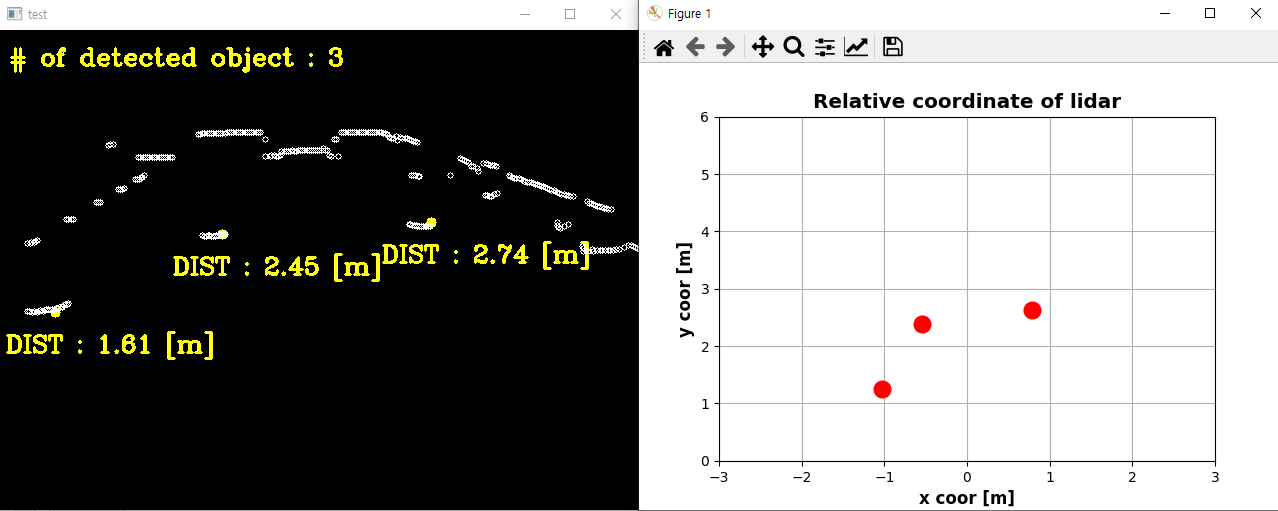 test
# of detected object : 3
DIST : 2.45 [m]
DIST : 2.74 [m]
DIST : 1.61 [m]
Figure 1
Relative coordinate of lidar
y coor [m]
6
5
4
3
2
1
0
−3 −2 −1 0 1 2 3
x coor [m]